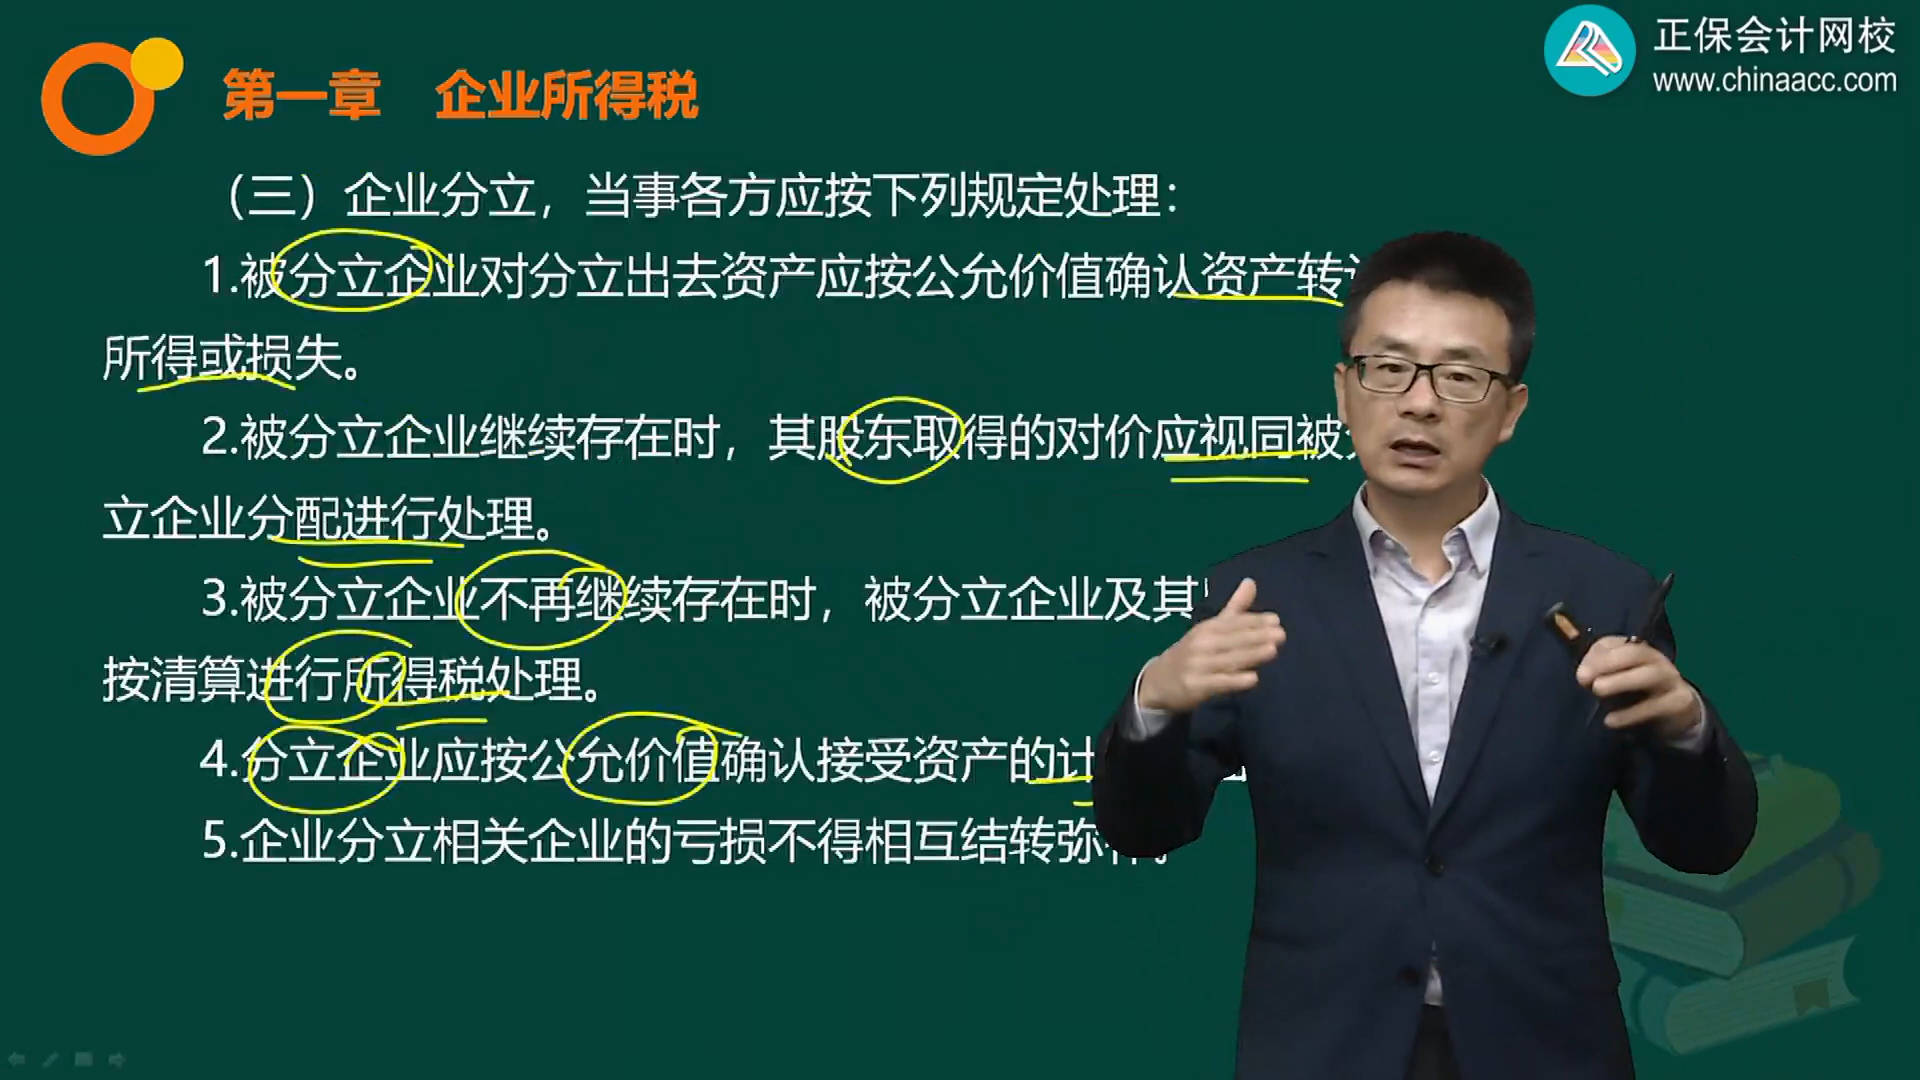 正保会计网校
www.chinaacc.com
第一章 企业所得税
（三）企业分立，当事各方应按下列规定处理：
1.被分立企业对分立出去资产应按公允价值确认资产转
所得或损失。
2.被分立企业继续存在时，其股东取得的对价应视同被
立企业分配进行处理。
3.被分立企业不再继续存在时，被分立企业及其
按清算进行所得税处理。
4.分立企业应按公允价值确认接受资产的计
5.企业分立相关企业的亏损不得相互结转弥